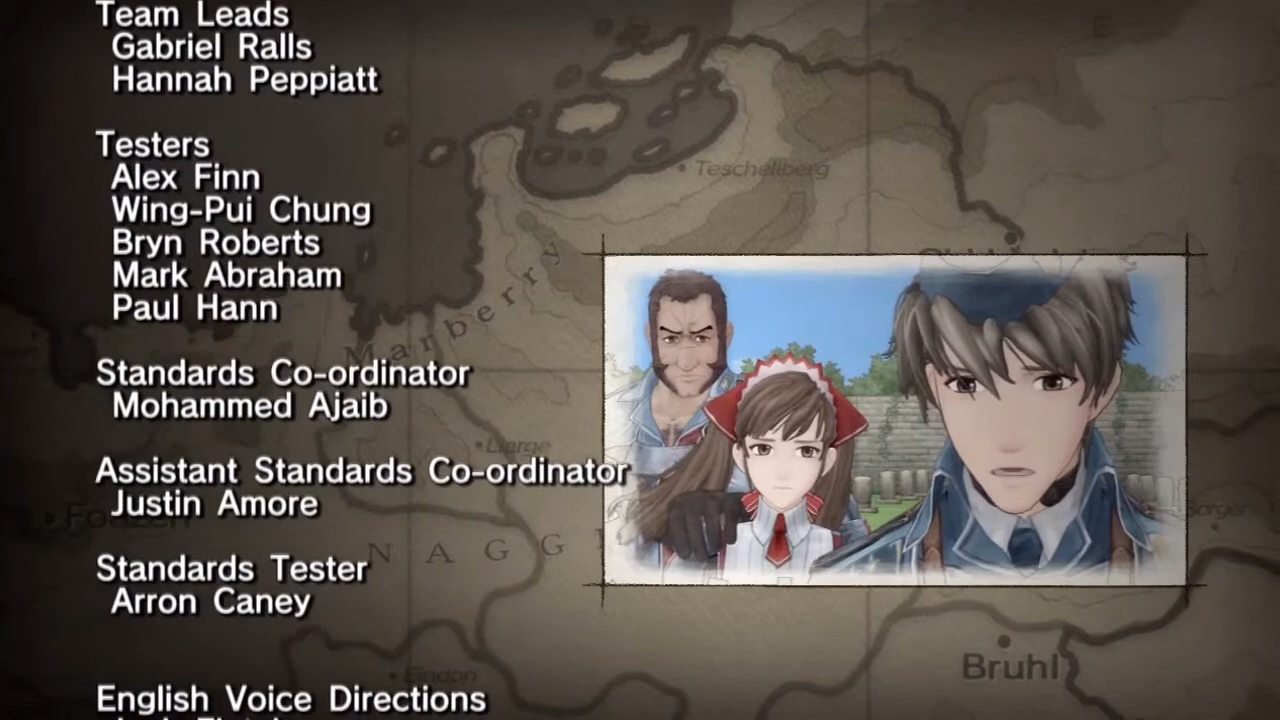 Team Leads
Gabriel Ralls
Hannah Peppiatt
Testers
Alex Finn
Wing-Pui Chung
Bryn Roberts
Mark Abraham
Paul Hann
Standards Co-ordinator
Mohammed Ajaib
Assistant Standards Co-ordinator
Justin Amore
Standards Tester
Arron Caney
English Voice Directions
Teschellberg
Marberry
Bruhl